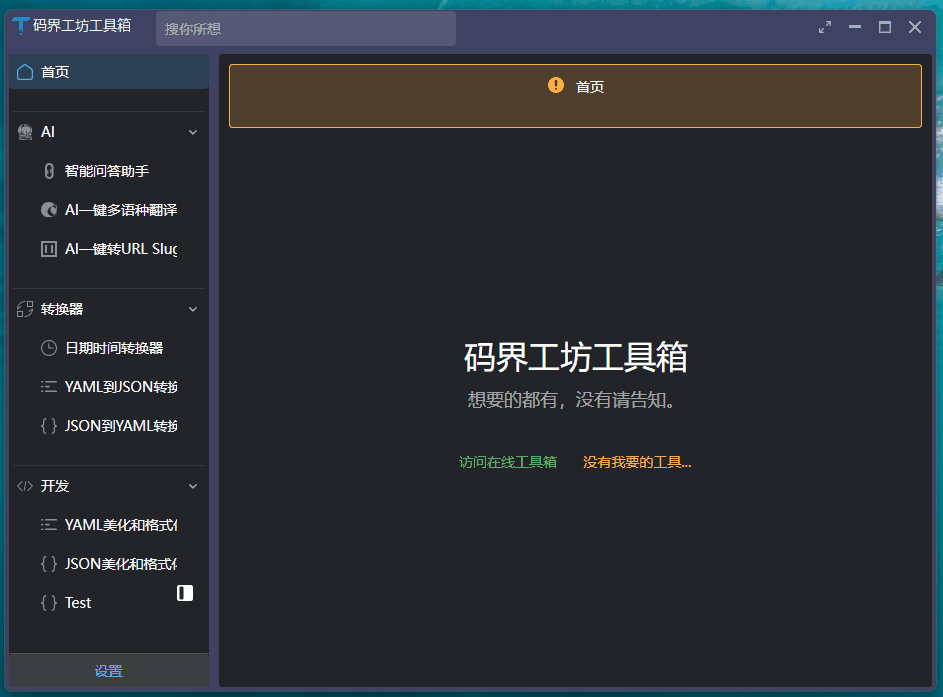 码界工坊工具箱
搜你所想
首页
AI
智能问答助手
AI一键多语种翻译
AI一键转URL Slug
转换器
日期时间转换器
YAML到JSON转换
JSON到YAML转换
开发
YAML美化和格式化
JSON美化和格式化
Test
设置
首页
码界工坊工具箱
想要的都有，没有请告知。
访问在线工具箱 没有我要的工具...